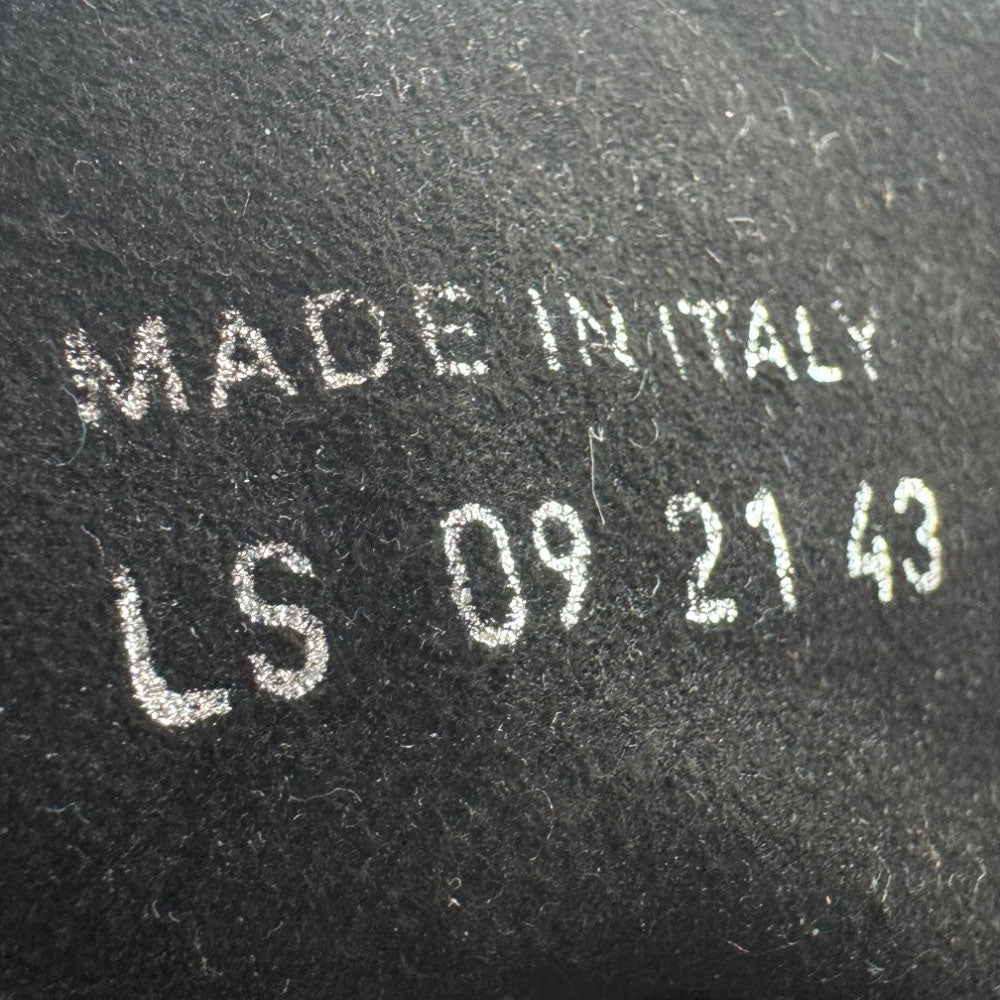 MADE IN ITALY
LS 09 21 43